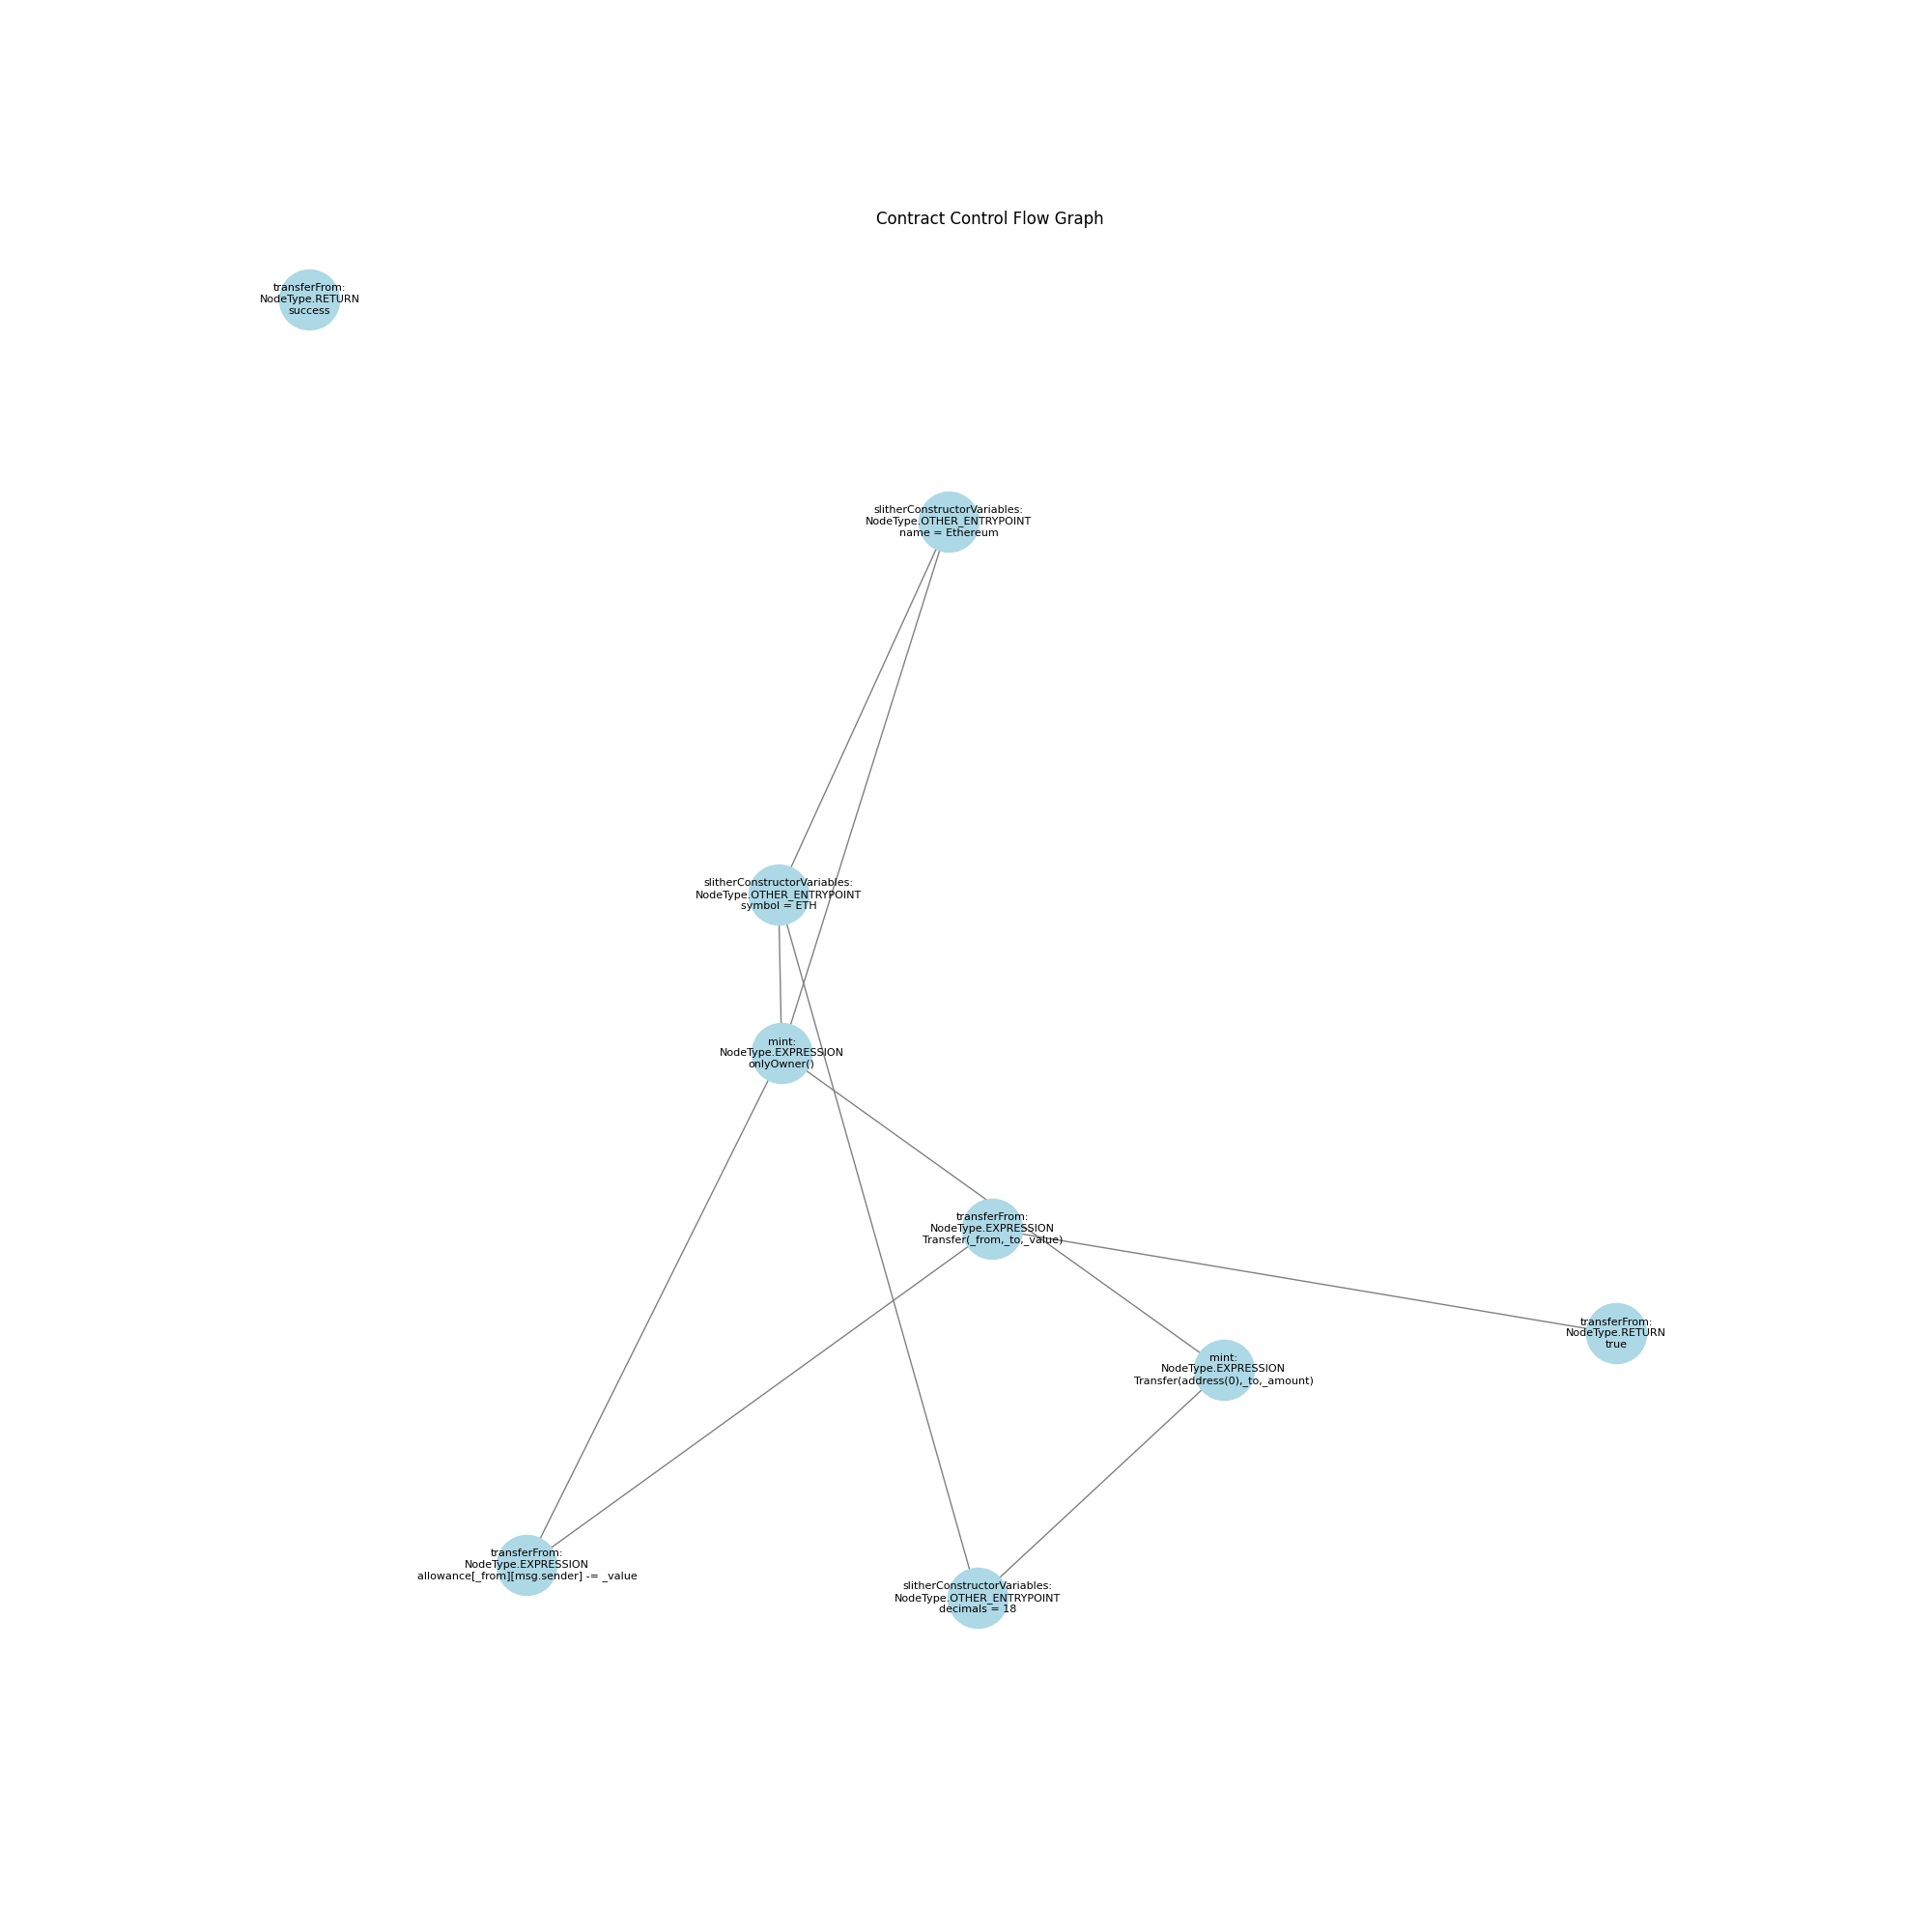 Contract Control Flow Graph
transferFrom:
NodeType.RETURN
success
slitherConstructorVariables:
NodeType.OTHER_ENTRYPOINT
name = Ethereum
slitherConstructorVariables:
NodeType.OTHER_ENTRYPOINT
symbol = ETH
mint:
NodeType.EXPRESSION
onlyOwner()
transferFrom:
NodeType.EXPRESSION
Transfer(_from,_to,_value)
transferFrom:
NodeType.RETURN
true
mint:
NodeType.EXPRESSION
Transfer(address(0),_to,_amount)
transferFrom:
NodeType.EXPRESSION
allowance[_from][msg.sender] -= _value
slitherConstructorVariables:
NodeType.OTHER_ENTRYPOINT
decimals = 18